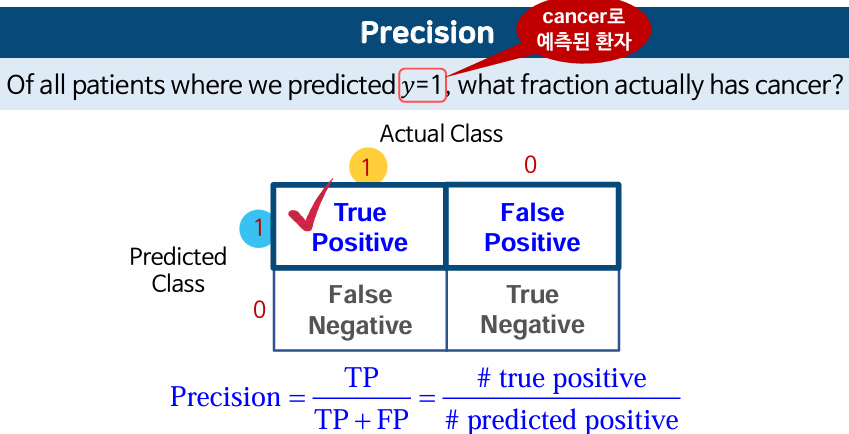 Precision
cancer로
예측된 환자
Of all patients where we predicted y=1, what fraction actually has cancer?
Actual Class
1
0
1
True
Positive
False
Positive
Predicted
Class
0
False
Negative
True
Negative
Precision = TP / (TP + FP) = # true positive / # predicted positive